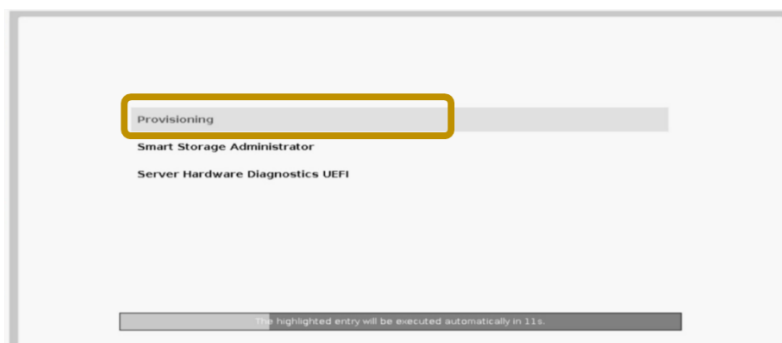 Provisioning
Smart Storage Administrator
Server Hardware Diagnostics UEFI
The highlighted entry will be executed automatically in 11s.